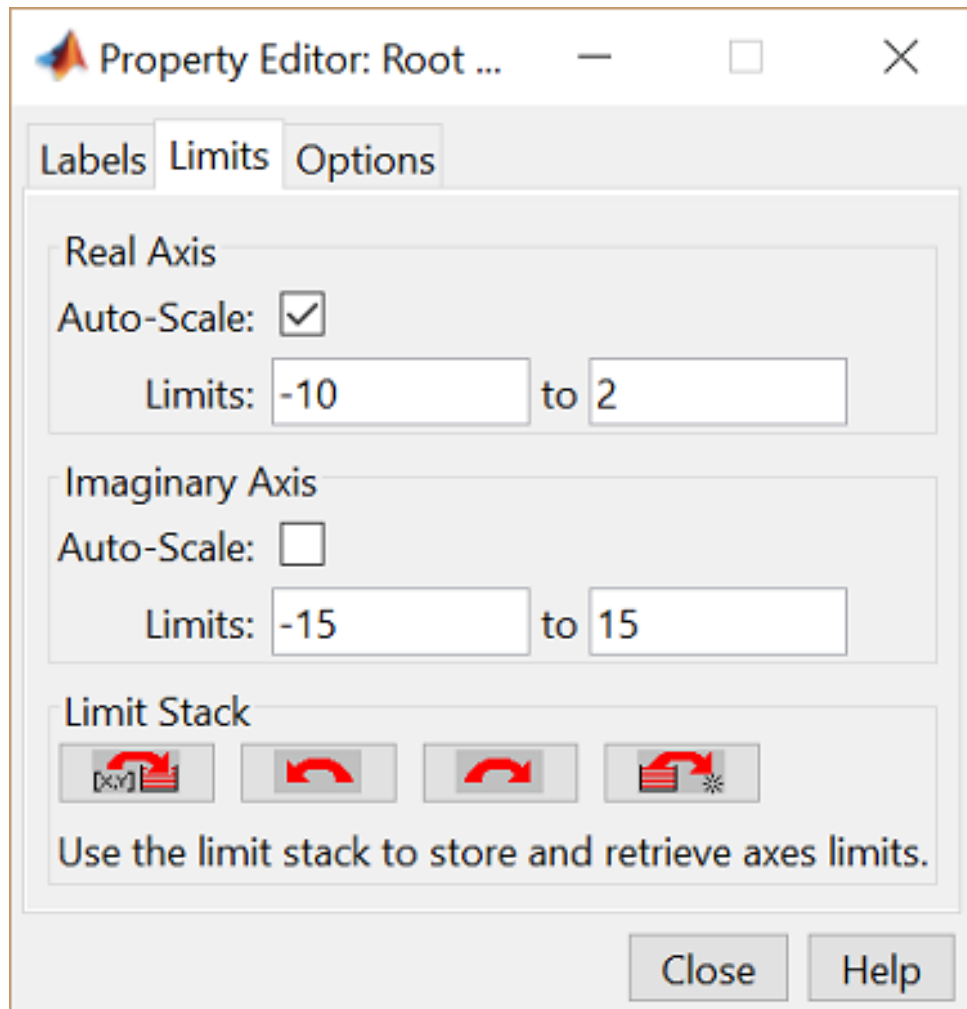 Property Editor: Root ...
Labels Limits Options
Real Axis
Auto-Scale:
Limits: -10 to 2
Imaginary Axis
Auto-Scale:
Limits: -15 to 15
Limit Stack
[X,Y]
Use the limit stack to store and retrieve axes limits.
Close Help